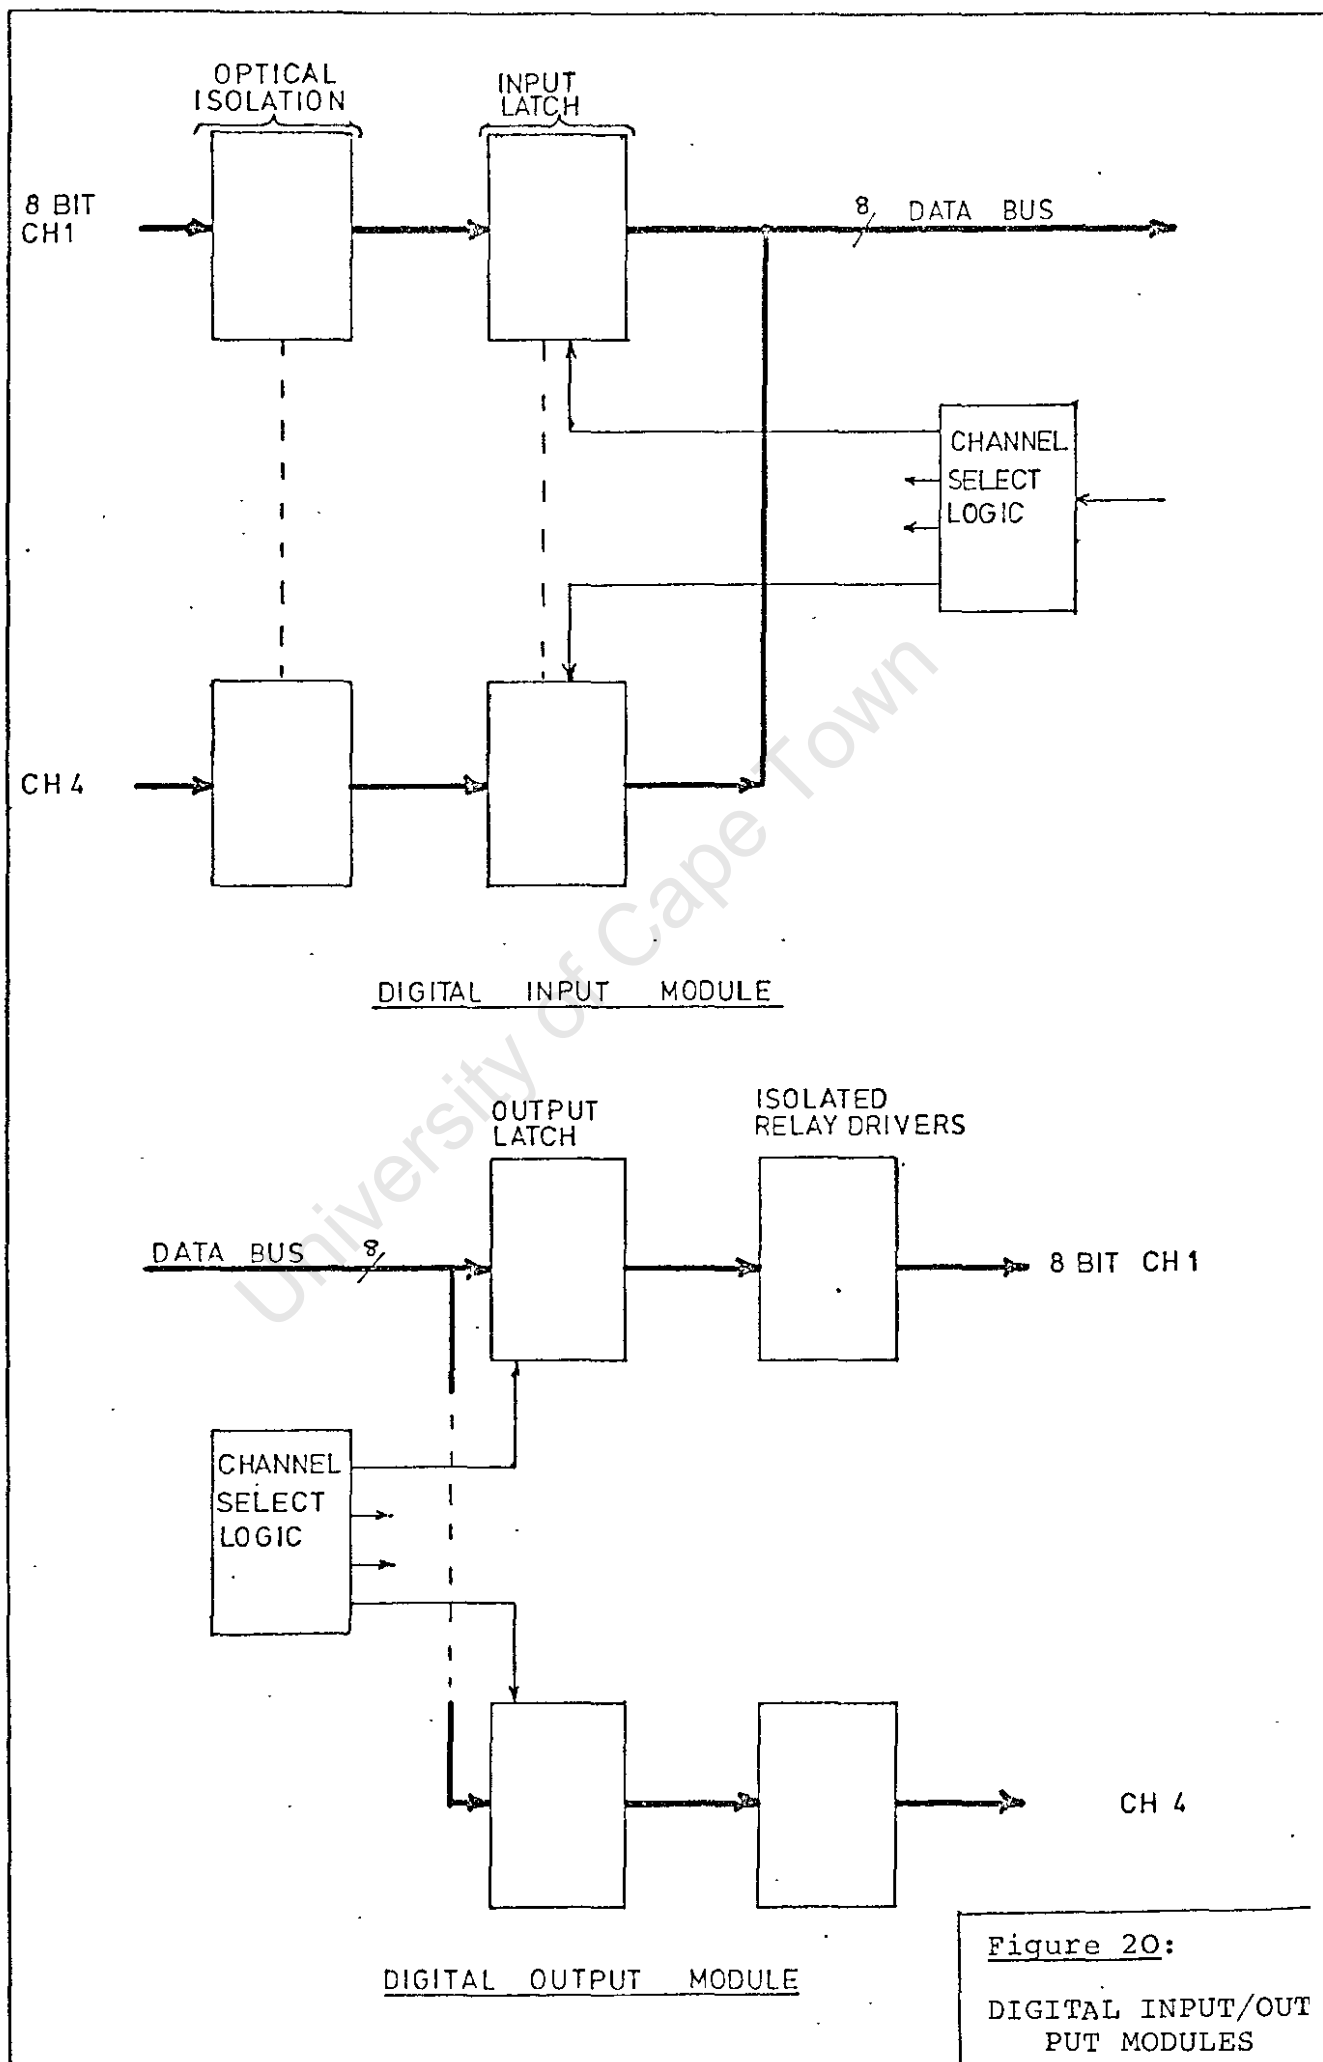 OPTICAL
ISOLATION
INPUT
LATCH
8 BIT
CH1
8
DATA BUS
CHANNEL
SELECT
LOGIC
CH 4
DIGITAL INPUT MODULE
University of Cape Town
OUTPUT
LATCH
ISOLATED
RELAY DRIVERS
DATA BUS
8
8 BIT CH1
CHANNEL
SELECT
LOGIC
CH 4
DIGITAL OUTPUT MODULE
Figure 20:
DIGITAL INPUT/OUT
PUT MODULES